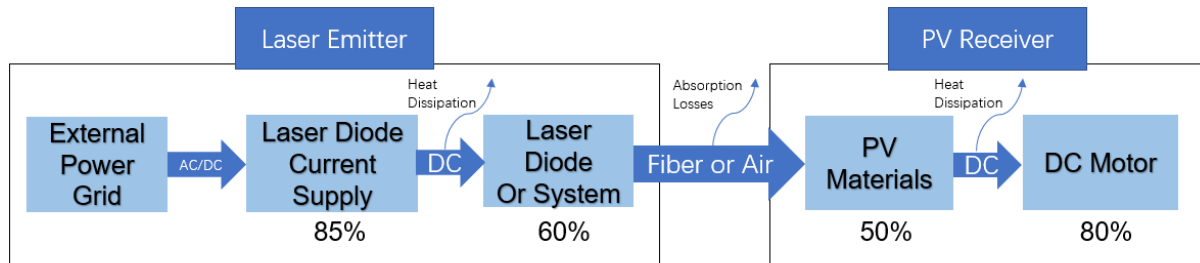 Laser Emitter
PV Receiver
Heat
Dissipation
Absorption
Losses
Heat
Dissipation
External
Power
Grid
AC/DC
Laser Diode
Current
Supply
DC
Laser
Diode
Or System
Fiber or Air
PV
Materials
DC
DC Motor
85%
60%
50%
80%